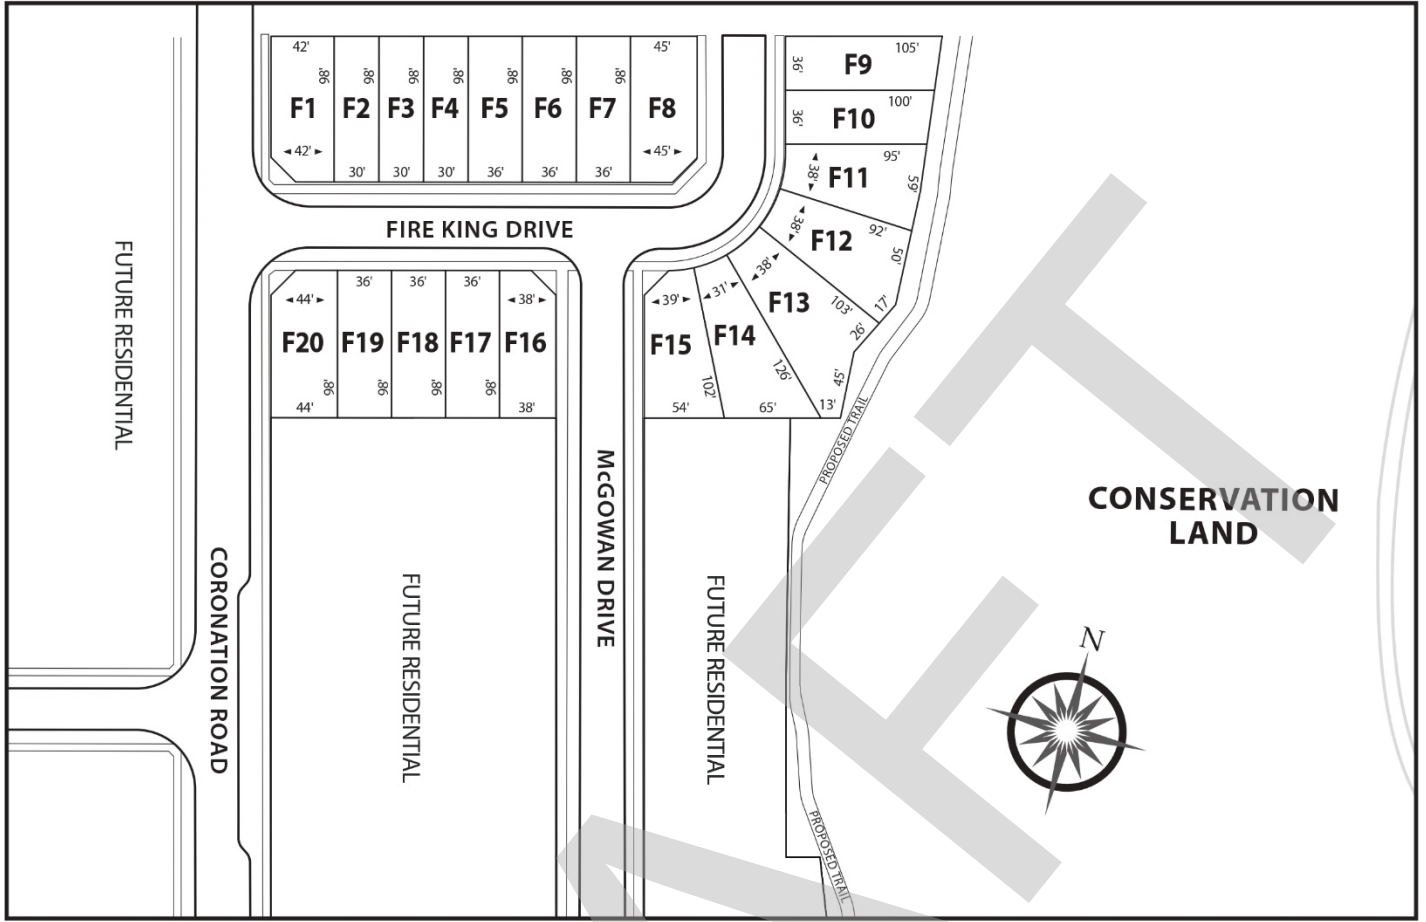 42'
45'
98'
98'
98'
98'
98'
98'
98'
F1
F2
F3
F4
F5
F6
F7
F8
42'
45'
30'
30'
30'
36'
36'
36'
105'
36'
F9
100'
36'
F10
95'
38'
F11
59'
FIRE KING DRIVE
38'
F12
92'
50'
17'
38'
F13
103'
26'
45'
13'
31'
F14
126'
39'
F15
102'
54'
65'
36'
36'
36'
44'
38'
F20
F19
F18
F17
F16
98'
98'
98'
98'
44'
38'
FUTURE RESIDENTIAL
CORONATION ROAD
FUTURE RESIDENTIAL
McGOWAN DRIVE
FUTURE RESIDENTIAL
PROPOSED TRAIL
PROPOSED TRAIL
CONSERVATION
LAND
N